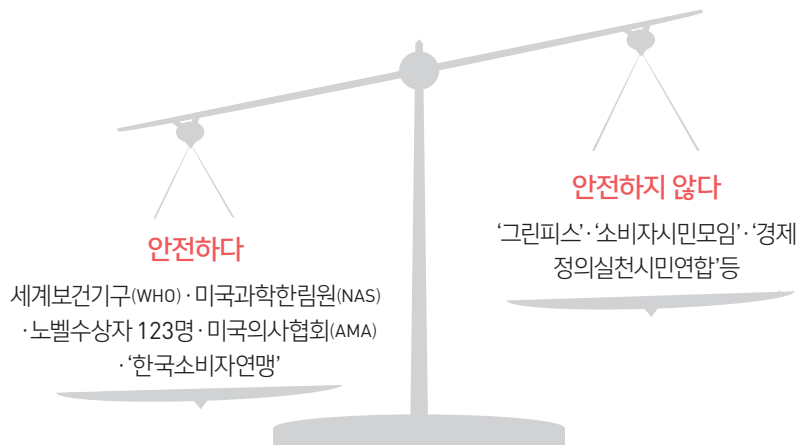 안전하다
세계보건기구(WHO)·미국과학한림원(NAS)
·노벨수상자 123명·미국의사협회(AMA)
·‘한국소비자연맹’
안전하지 않다
‘그린피스’·‘소비자시민모임’·‘경제
정의실천시민연합’등